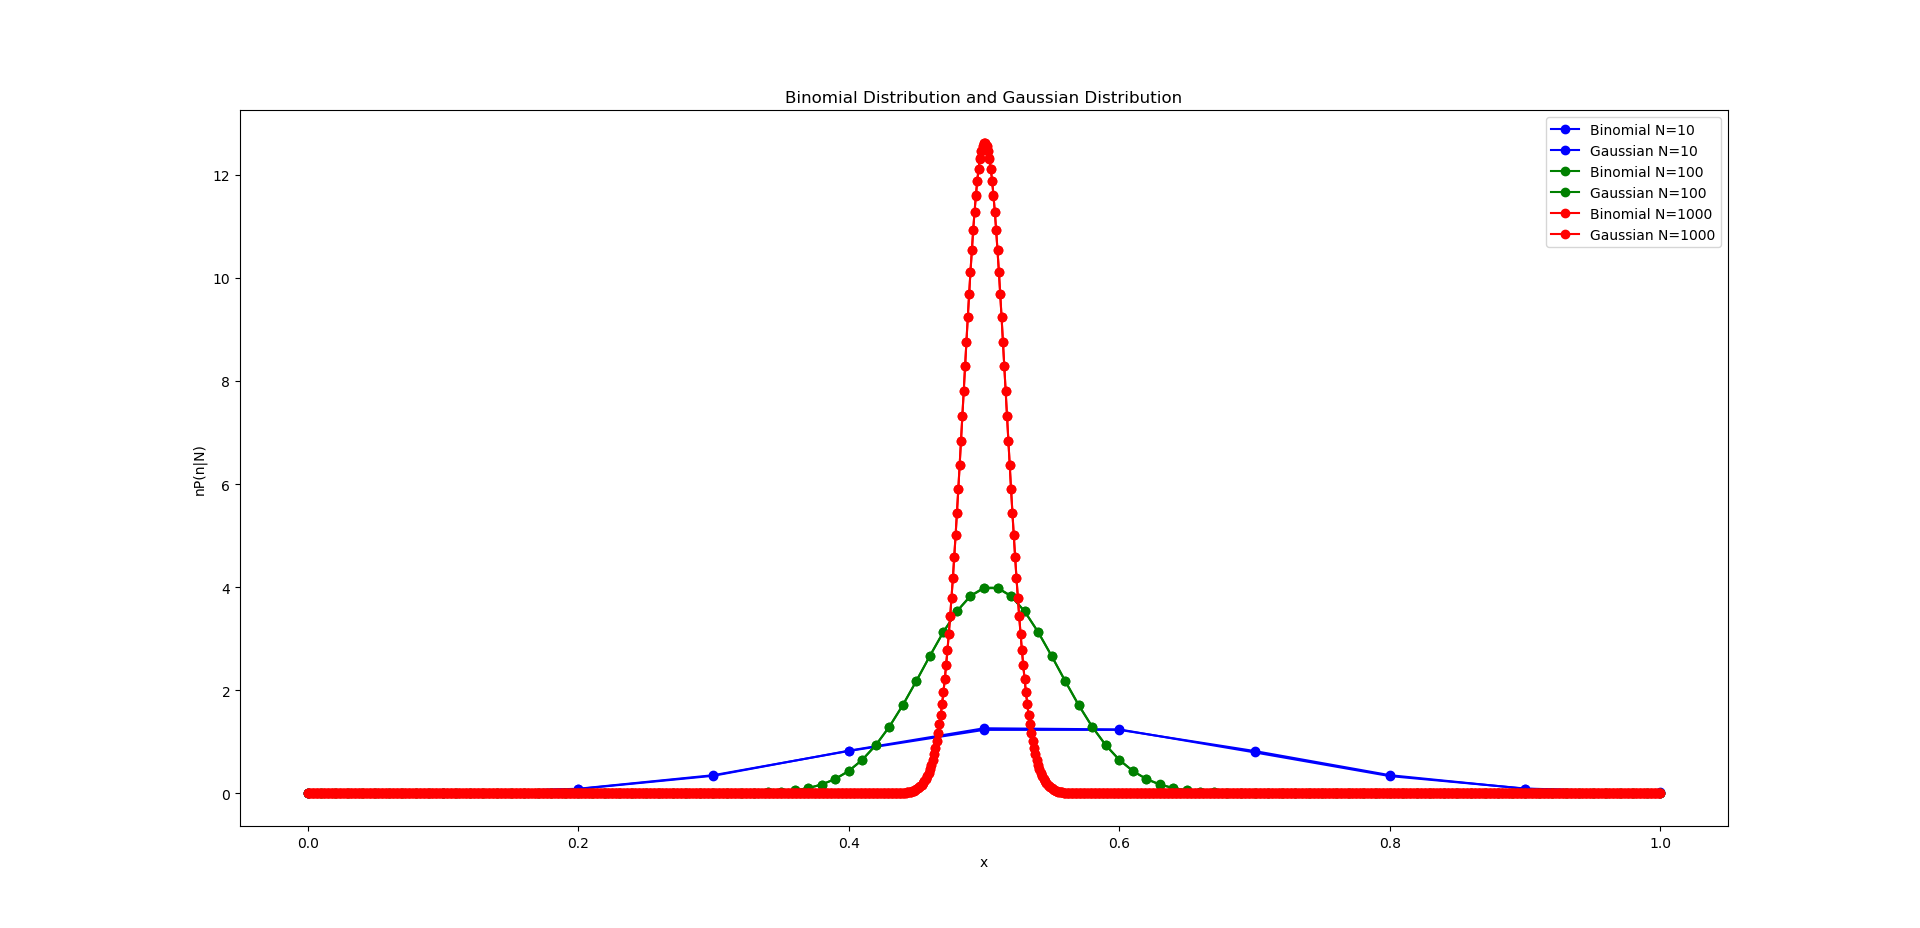 Binomial Distribution and Gaussian Distribution
Binomial N=10
Gaussian N=10
Binomial N=100
Gaussian N=100
Binomial N=1000
Gaussian N=1000
12
10
8
6
4
2
0
nP(n|N)
0.0 0.2 0.4 0.6 0.8 1.0
x